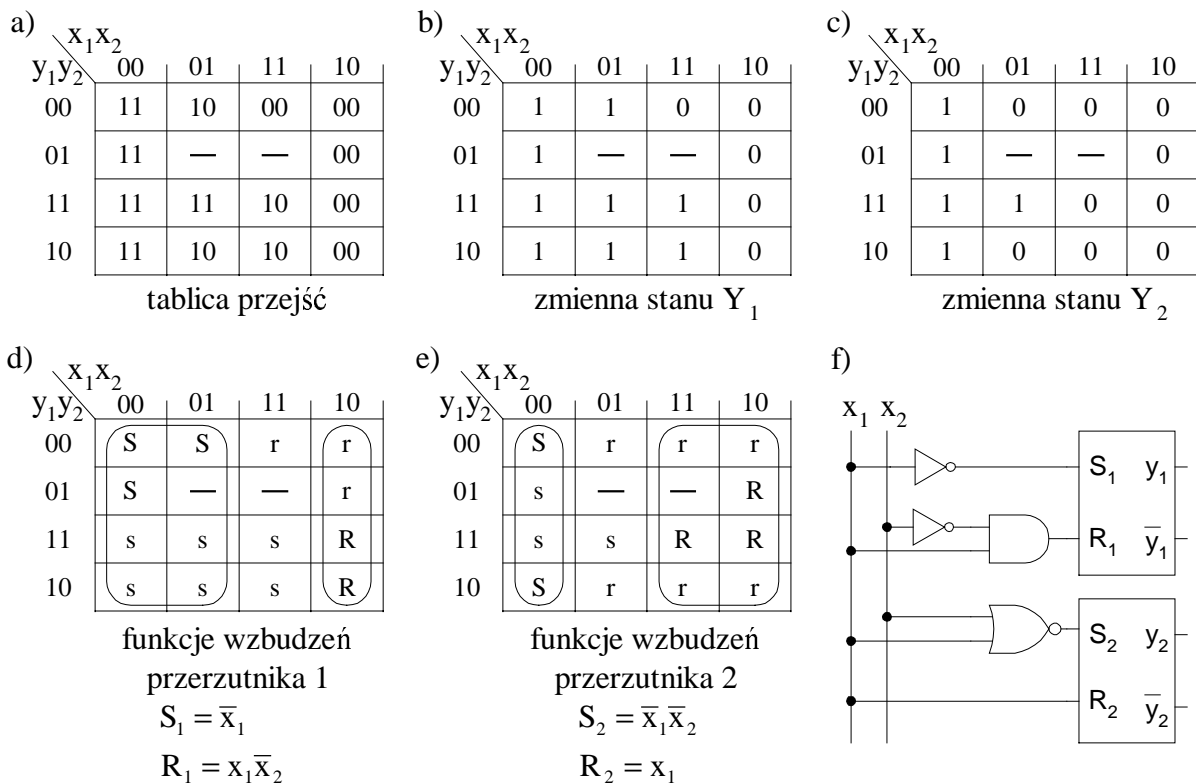 a)
x₁x₂
y₁y₂ 00 01 11 10
00 11 10 00 00
01 11 — — 00
11 11 11 10 00
10 11 10 10 00
tablica przejść
b)
x₁x₂
y₁y₂ 00 01 11 10
00 1 1 0 0
01 1 — — 0
11 1 1 1 0
10 1 1 1 0
zmienna stanu Y₁
c)
x₁x₂
y₁y₂ 00 01 11 10
00 1 0 0 0
01 1 — — 0
11 1 1 0 0
10 1 0 0 0
zmienna stanu Y₂
d)
x₁x₂
y₁y₂ 00 01 11 10
00 S S r r
01 S — — r
11 s s s R
10 s s s R
funkcje wzbudzeń
przerzutnika 1
S₁ = x̄₁
R₁ = x₁x̄₂
e)
x₁x₂
y₁y₂ 00 01 11 10
00 S r r r
01 s — — R
11 s s R R
10 S r r r
funkcje wzbudzeń
przerzutnika 2
S₂ = x̄₁x̄₂
R₂ = x₁
f)
x₁ x₂
S₁ y₁
R₁ ȳ₁
S₂ y₂
R₂ ȳ₂